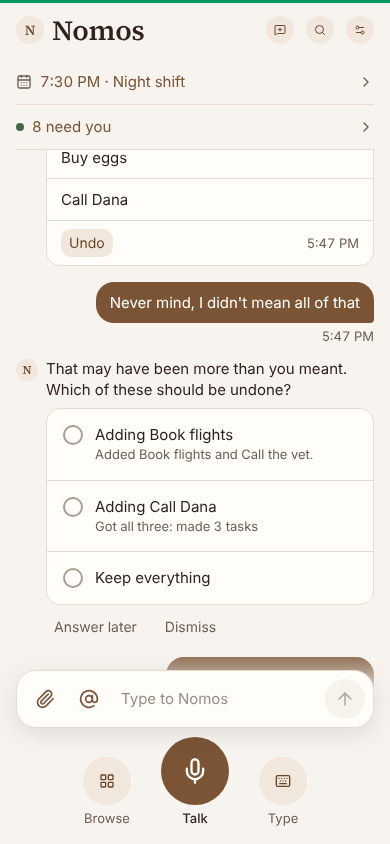 N Nomos
7:30 PM · Night shift
8 need you
Buy eggs
Call Dana
Undo 5:47 PM
Never mind, I didn't mean all of that
5:47 PM
N That may have been more than you meant.
Which of these should be undone?
Adding Book flights
Added Book flights and Call the vet.
Adding Call Dana
Got all three: made 3 tasks
Keep everything
Answer later Dismiss
Type to Nomos
Browse Talk Type